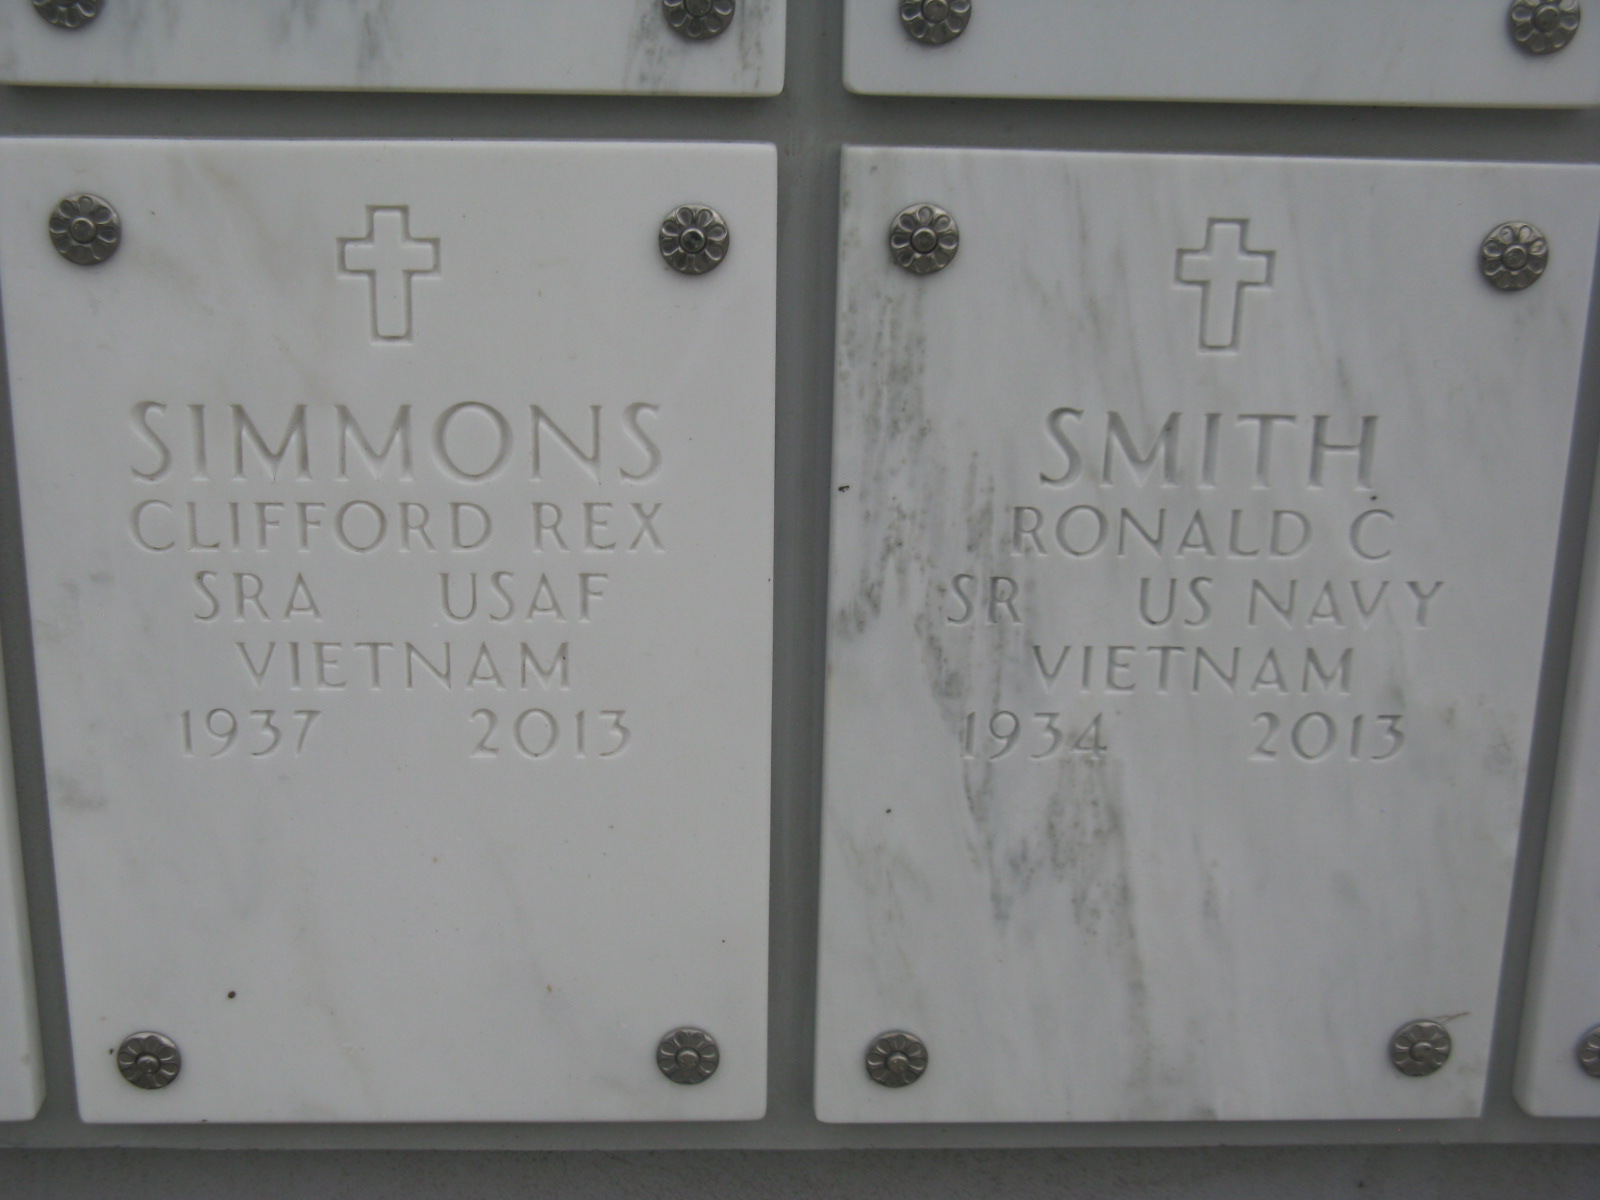 SIMMONS
CLIFFORD REX
SRA USAF
VIETNAM
1937 2013
SMITH
RONALD C
SR US NAVY
VIETNAM
1934 2013